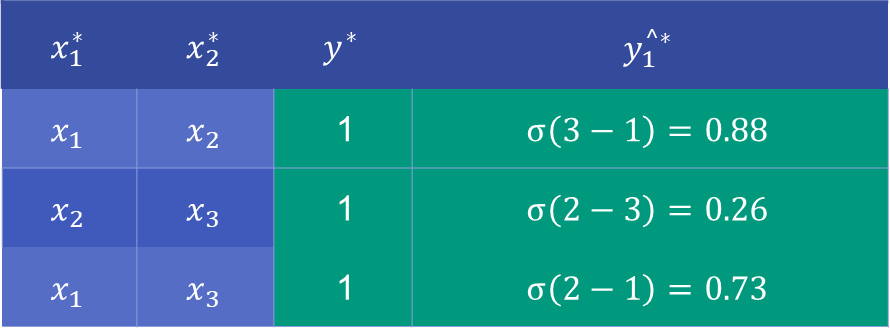 x₁* x₂* y* y₁^*
x₁ x₂ 1 σ(3 − 1) = 0.88
x₂ x₃ 1 σ(2 − 3) = 0.26
x₁ x₃ 1 σ(2 − 1) = 0.73